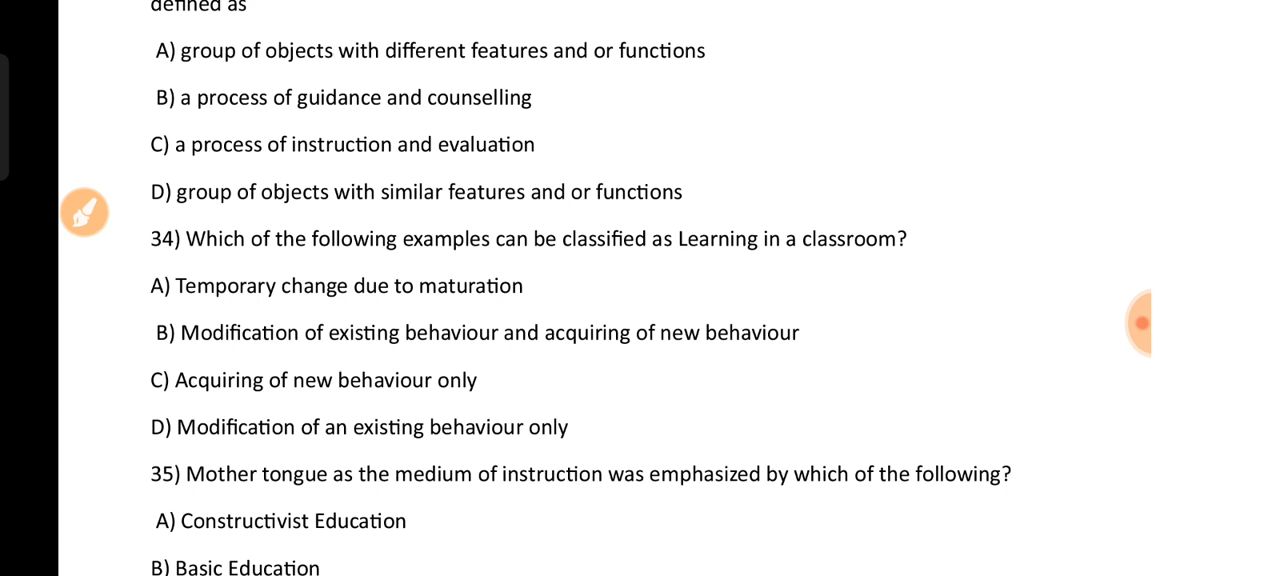 defined as
A) group of objects with different features and or functions
B) a process of guidance and counselling
C) a process of instruction and evaluation
D) group of objects with similar features and or functions
34) Which of the following examples can be classified as Learning in a classroom?
A) Temporary change due to maturation
B) Modification of existing behaviour and acquiring of new behaviour
C) Acquiring of new behaviour only
D) Modification of an existing behaviour only
35) Mother tongue as the medium of instruction was emphasized by which of the following?
A) Constructivist Education
B) Basic Education